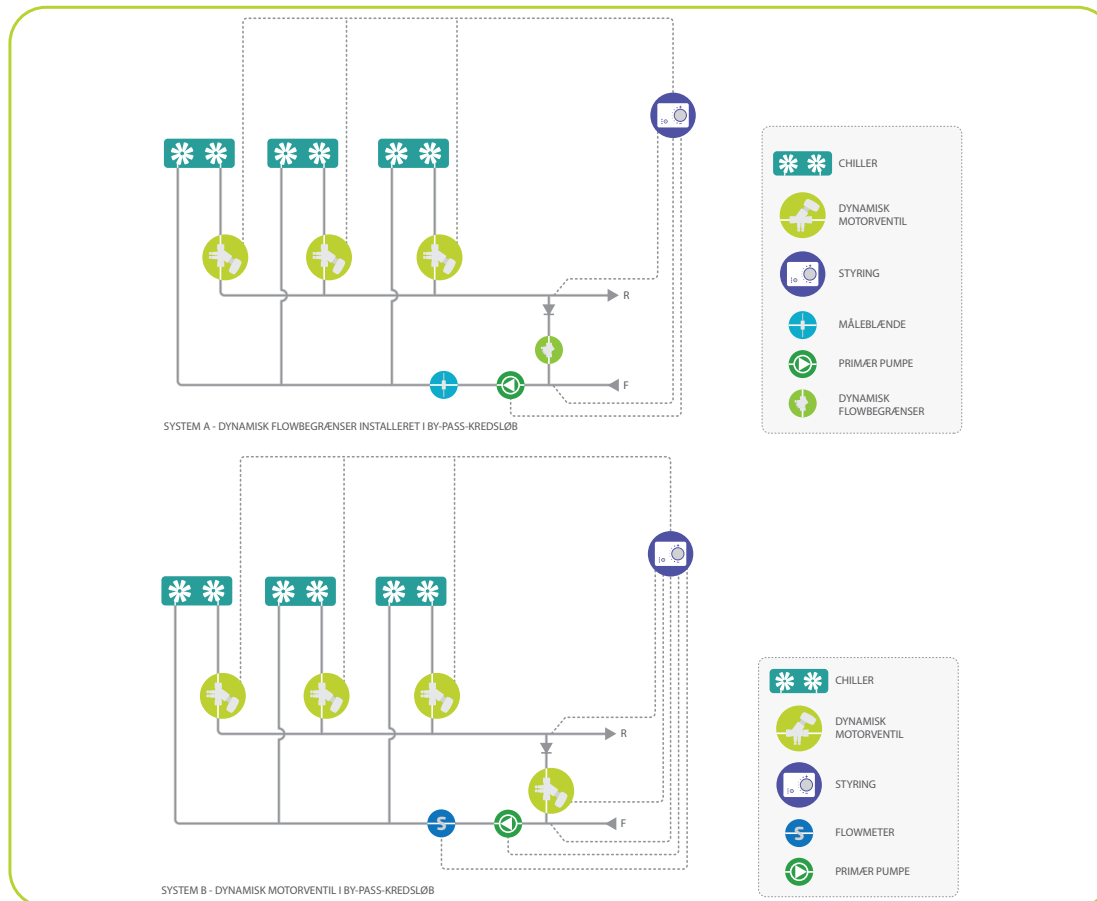 R
F
SYSTEM A - DYNAMISK FLOWBEGRÆNSER INSTALLERET I BY-PASS-KREDSLØB
CHILLER
DYNAMISK
MOTORVENTIL
STYRING
MÅLEBLÆNDE
PRIMÆR PUMPE
DYNAMISK
FLOWBEGRÆNSER
R
F
S
SYSTEM B - DYNAMISK MOTORVENTIL I BY-PASS-KREDSLØB
CHILLER
DYNAMISK
MOTORVENTIL
STYRING
S
FLOWMETER
PRIMÆR PUMPE